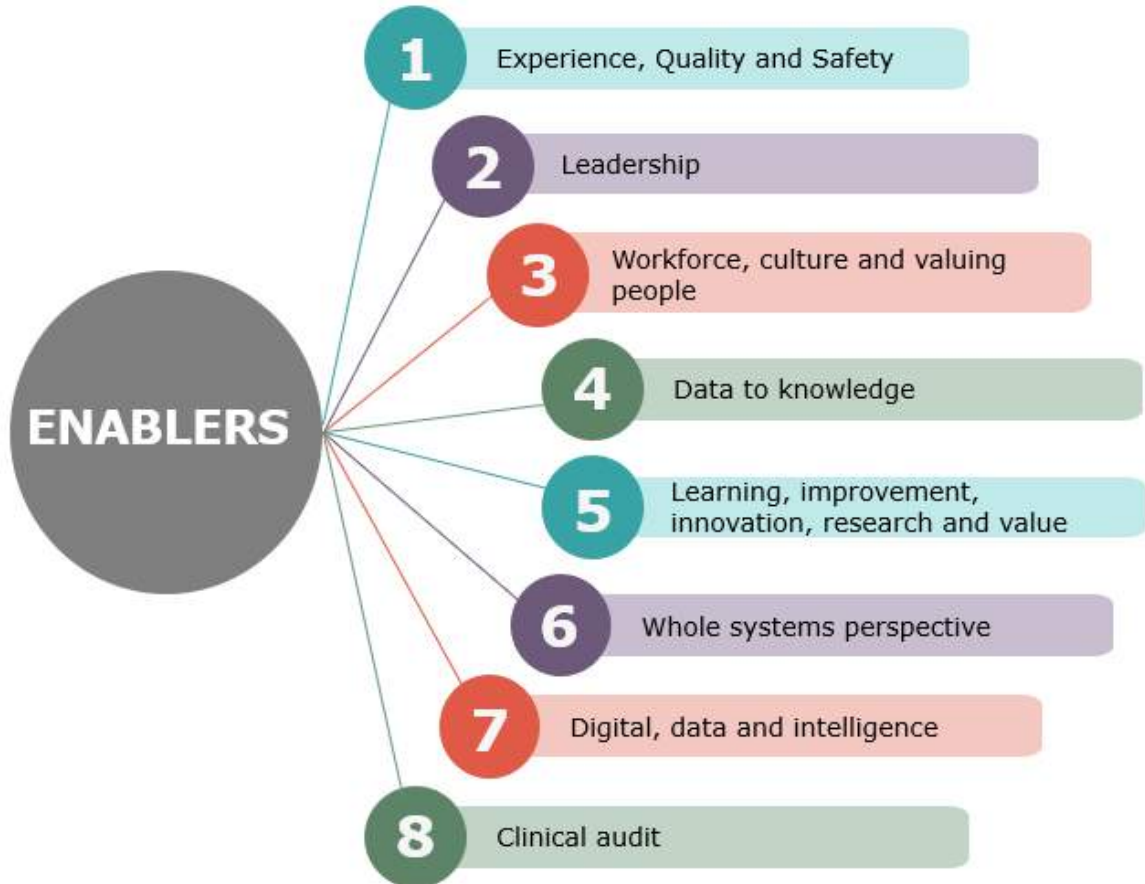 ENABLERS
1
Experience, Quality and Safety
2
Leadership
3
Workforce, culture and valuing
people
4
Data to knowledge
5
Learning, improvement,
innovation, research and value
6
Whole systems perspective
7
Digital, data and intelligence
8
Clinical audit